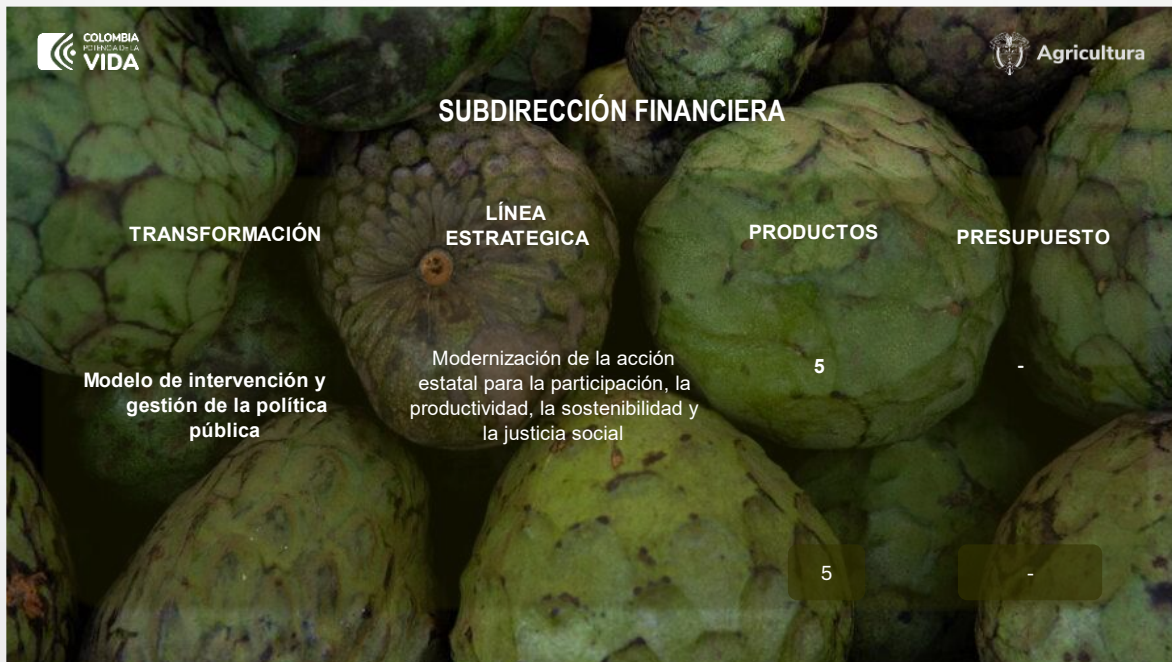 COLOMBIA
POTENCIA DE LA
VIDA
Agricultura
SUBDIRECCIÓN FINANCIERA
TRANSFORMACIÓN
LÍNEA
ESTRATEGICA
PRODUCTOS
PRESUPUESTO
Modelo de intervención y
gestión de la política
pública
Modernización de la acción
estatal para la participación, la
productividad, la sostenibilidad y
la justicia social
5
-
5
-